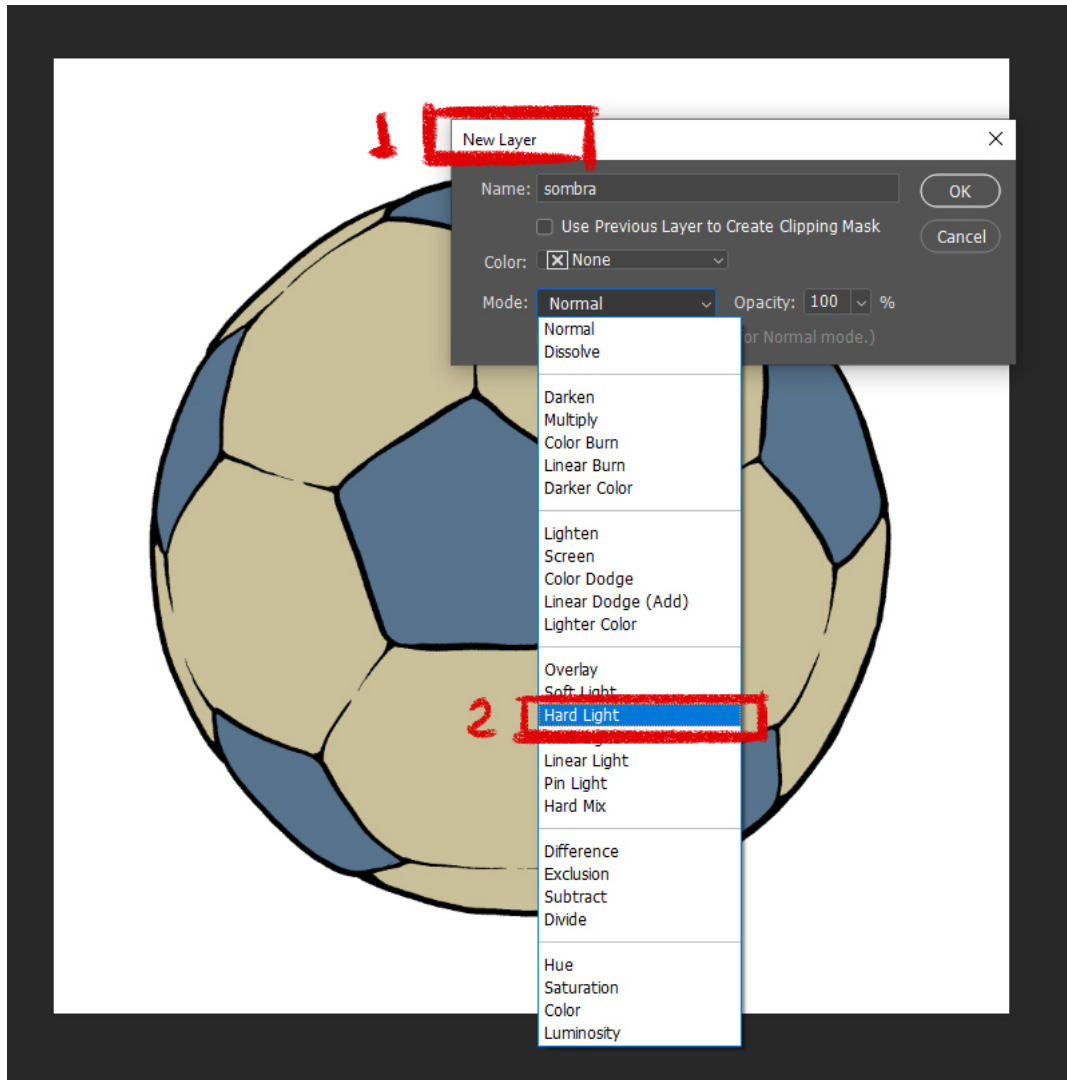 1
New Layer
Name: sombra
OK
Use Previous Layer to Create Clipping Mask
Cancel
Color: None
Mode: Normal Opacity: 100 %
or Normal mode.)
Normal
Dissolve
Darken
Multiply
Color Burn
Linear Burn
Darker Color
Lighten
Screen
Color Dodge
Linear Dodge (Add)
Lighter Color
Overlay
Soft Light
2 Hard Light
Linear Light
Pin Light
Hard Mix
Difference
Exclusion
Subtract
Divide
Hue
Saturation
Color
Luminosity